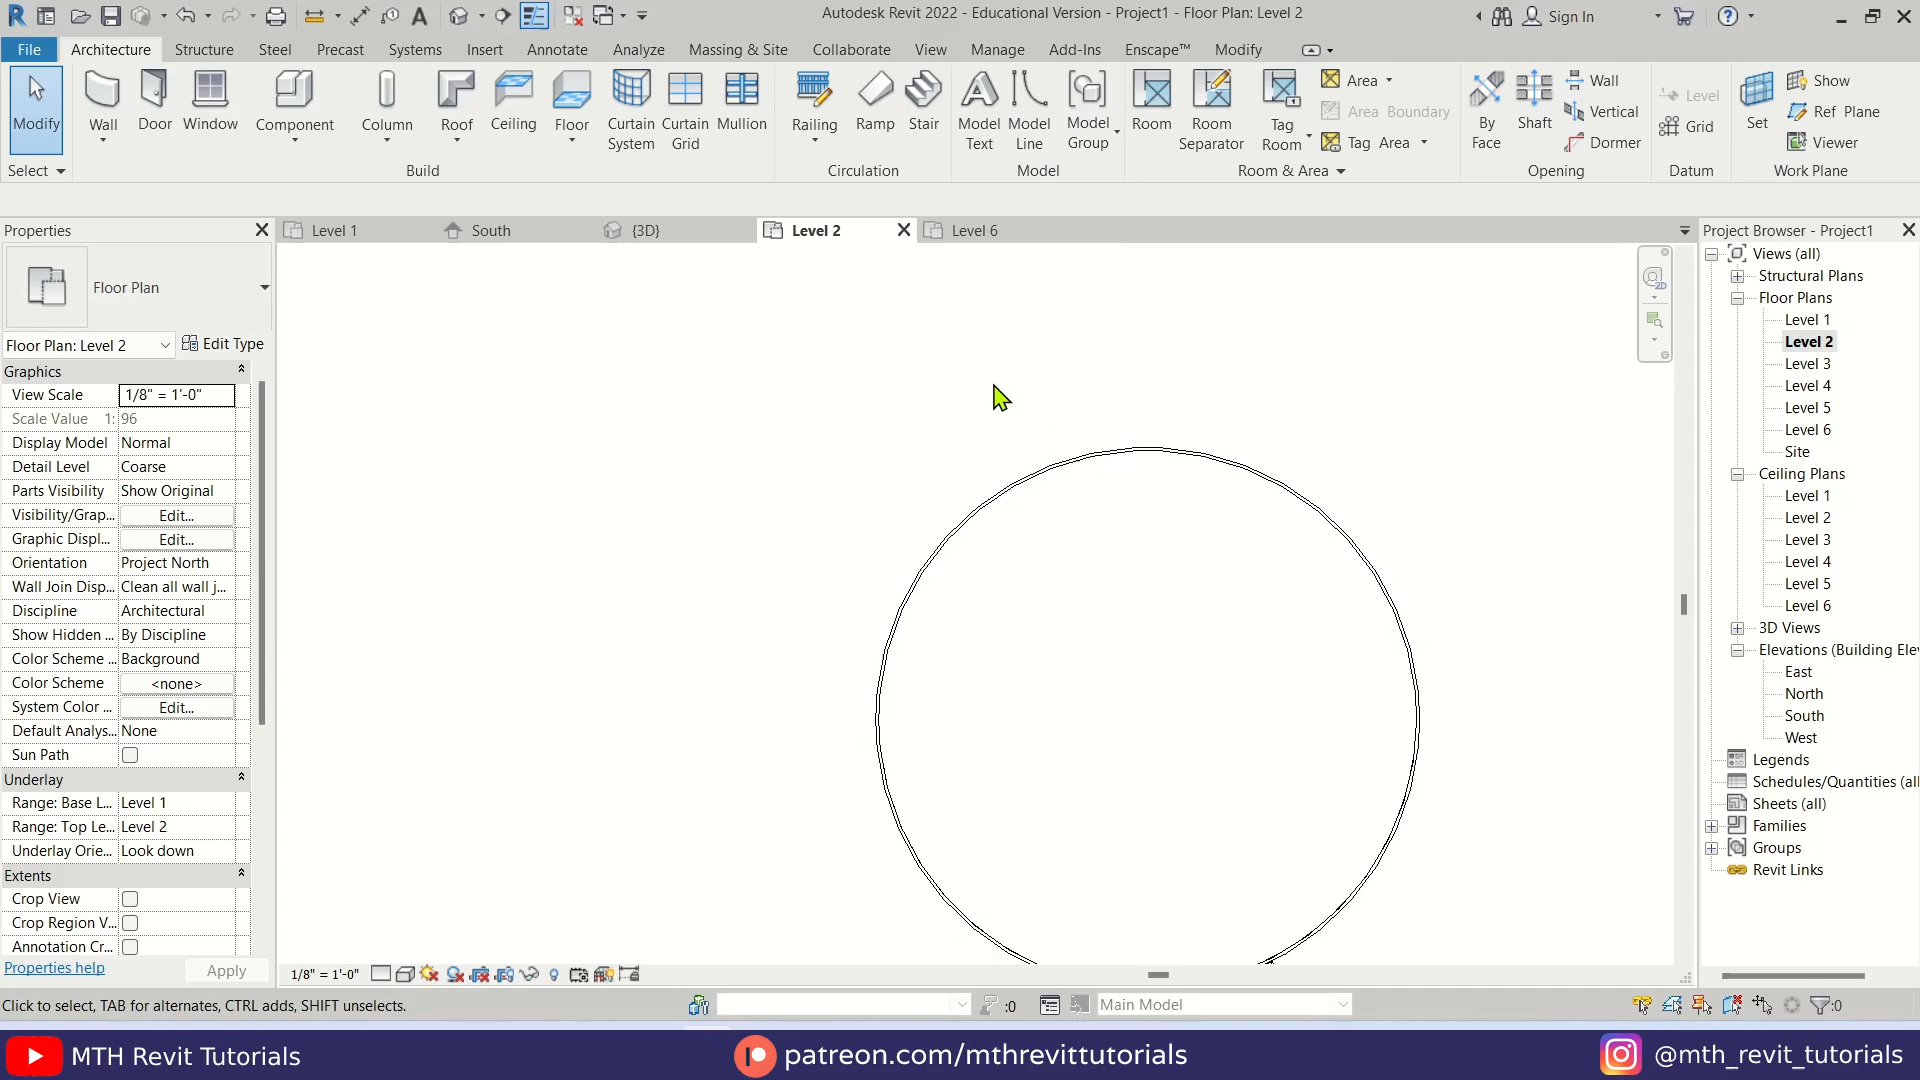 Autodesk Revit 2022 - Educational Version - Project1 - Floor Plan: Level 2
Sign In
File Architecture Structure Steel Precast Systems Insert Annotate Analyze Massing & Site Collaborate View Manage Add-Ins Enscape™ Modify
Modify
Wall
Door
Window
Component
Column
Roof
Ceiling
Floor
Curtain System
Curtain Grid
Mullion
Railing
Ramp
Stair
Model Text
Model Line
Model Group
Room
Room Separator
Tag Room
Area
Area Boundary
Tag Area
By Face
Shaft
Wall
Vertical
Dormer
Level
Grid
Set
Show
Ref Plane
Viewer
Select Build Circulation Model Room & Area Opening Datum Work Plane
Properties
Level 1 South {3D} Level 2 Level 6
Floor Plan
Floor Plan: Level 2 Edit Type
Graphics
View Scale 1/8" = 1'-0"
Scale Value 1: 96
Display Model Normal
Detail Level Coarse
Parts Visibility Show Original
Visibility/Grap... Edit...
Graphic Displ... Edit...
Orientation Project North
Wall Join Disp... Clean all wall j...
Discipline Architectural
Show Hidden ... By Discipline
Color Scheme ... Background
Color Scheme <none>
System Color ... Edit...
Default Analys... None
Sun Path
Underlay
Range: Base L... Level 1
Range: Top Le... Level 2
Underlay Orie... Look down
Extents
Crop View
Crop Region V...
Annotation Cr...
Properties help Apply
2D
Project Browser - Project1
Views (all)
Structural Plans
Floor Plans
Level 1
Level 2
Level 3
Level 4
Level 5
Level 6
Site
Ceiling Plans
Level 1
Level 2
Level 3
Level 4
Level 5
Level 6
3D Views
Elevations (Building Ele
East
North
South
West
Legends
Schedules/Quantities (all
Sheets (all)
Families
Groups
Revit Links
1/8" = 1'-0"
Click to select, TAB for alternates, CTRL adds, SHIFT unselects. :0 Main Model :0
MTH Revit Tutorials patreon.com/mthrevittutorials @mth_revit_tutorials